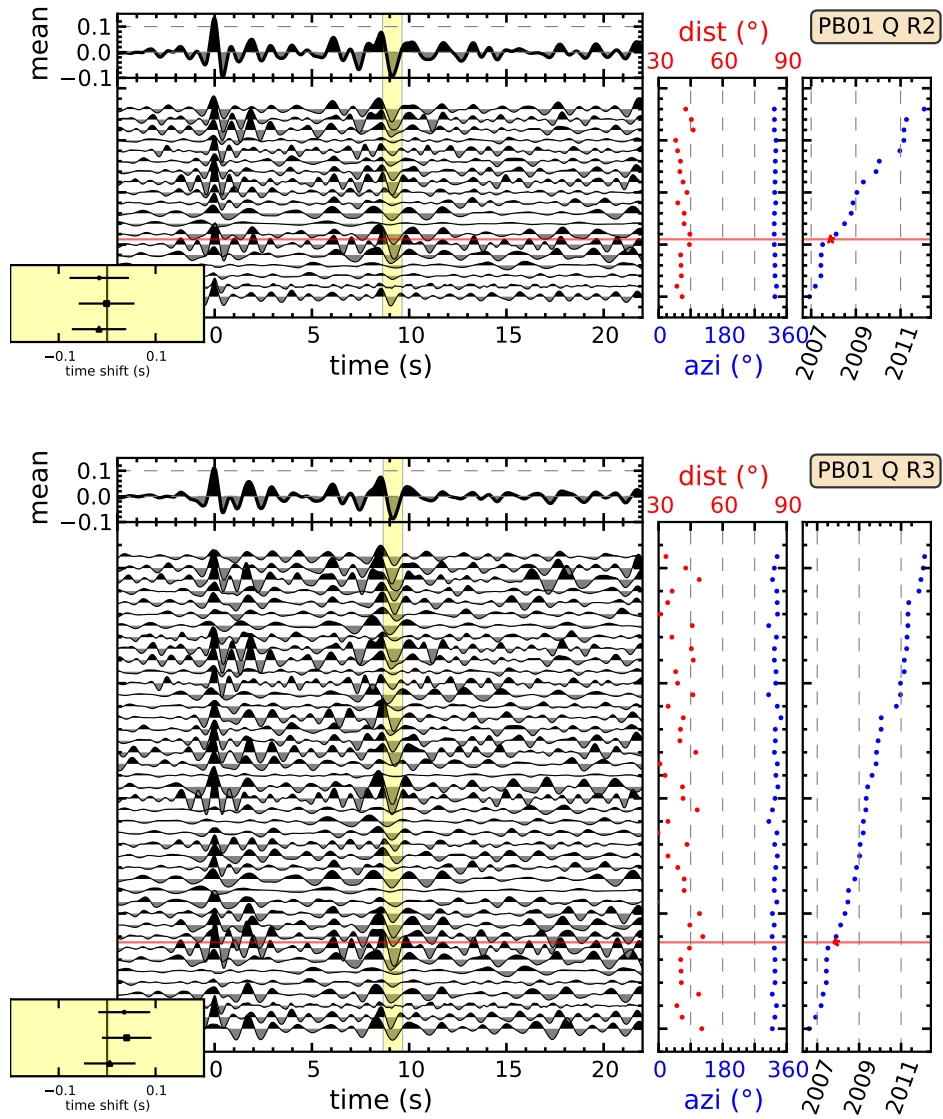 PB01 Q R2
mean
0.1
0.0
−0.1
dist (°)
30 60 90
−0.1 0.1
time shift (s)
0 5 10 15 20
time (s)
0 180 360
azi (°)
2007 2009 2011
PB01 Q R3
mean
0.1
0.0
−0.1
dist (°)
30 60 90
−0.1 0.1
time shift (s)
0 5 10 15 20
time (s)
0 180 360
azi (°)
2007 2009 2011